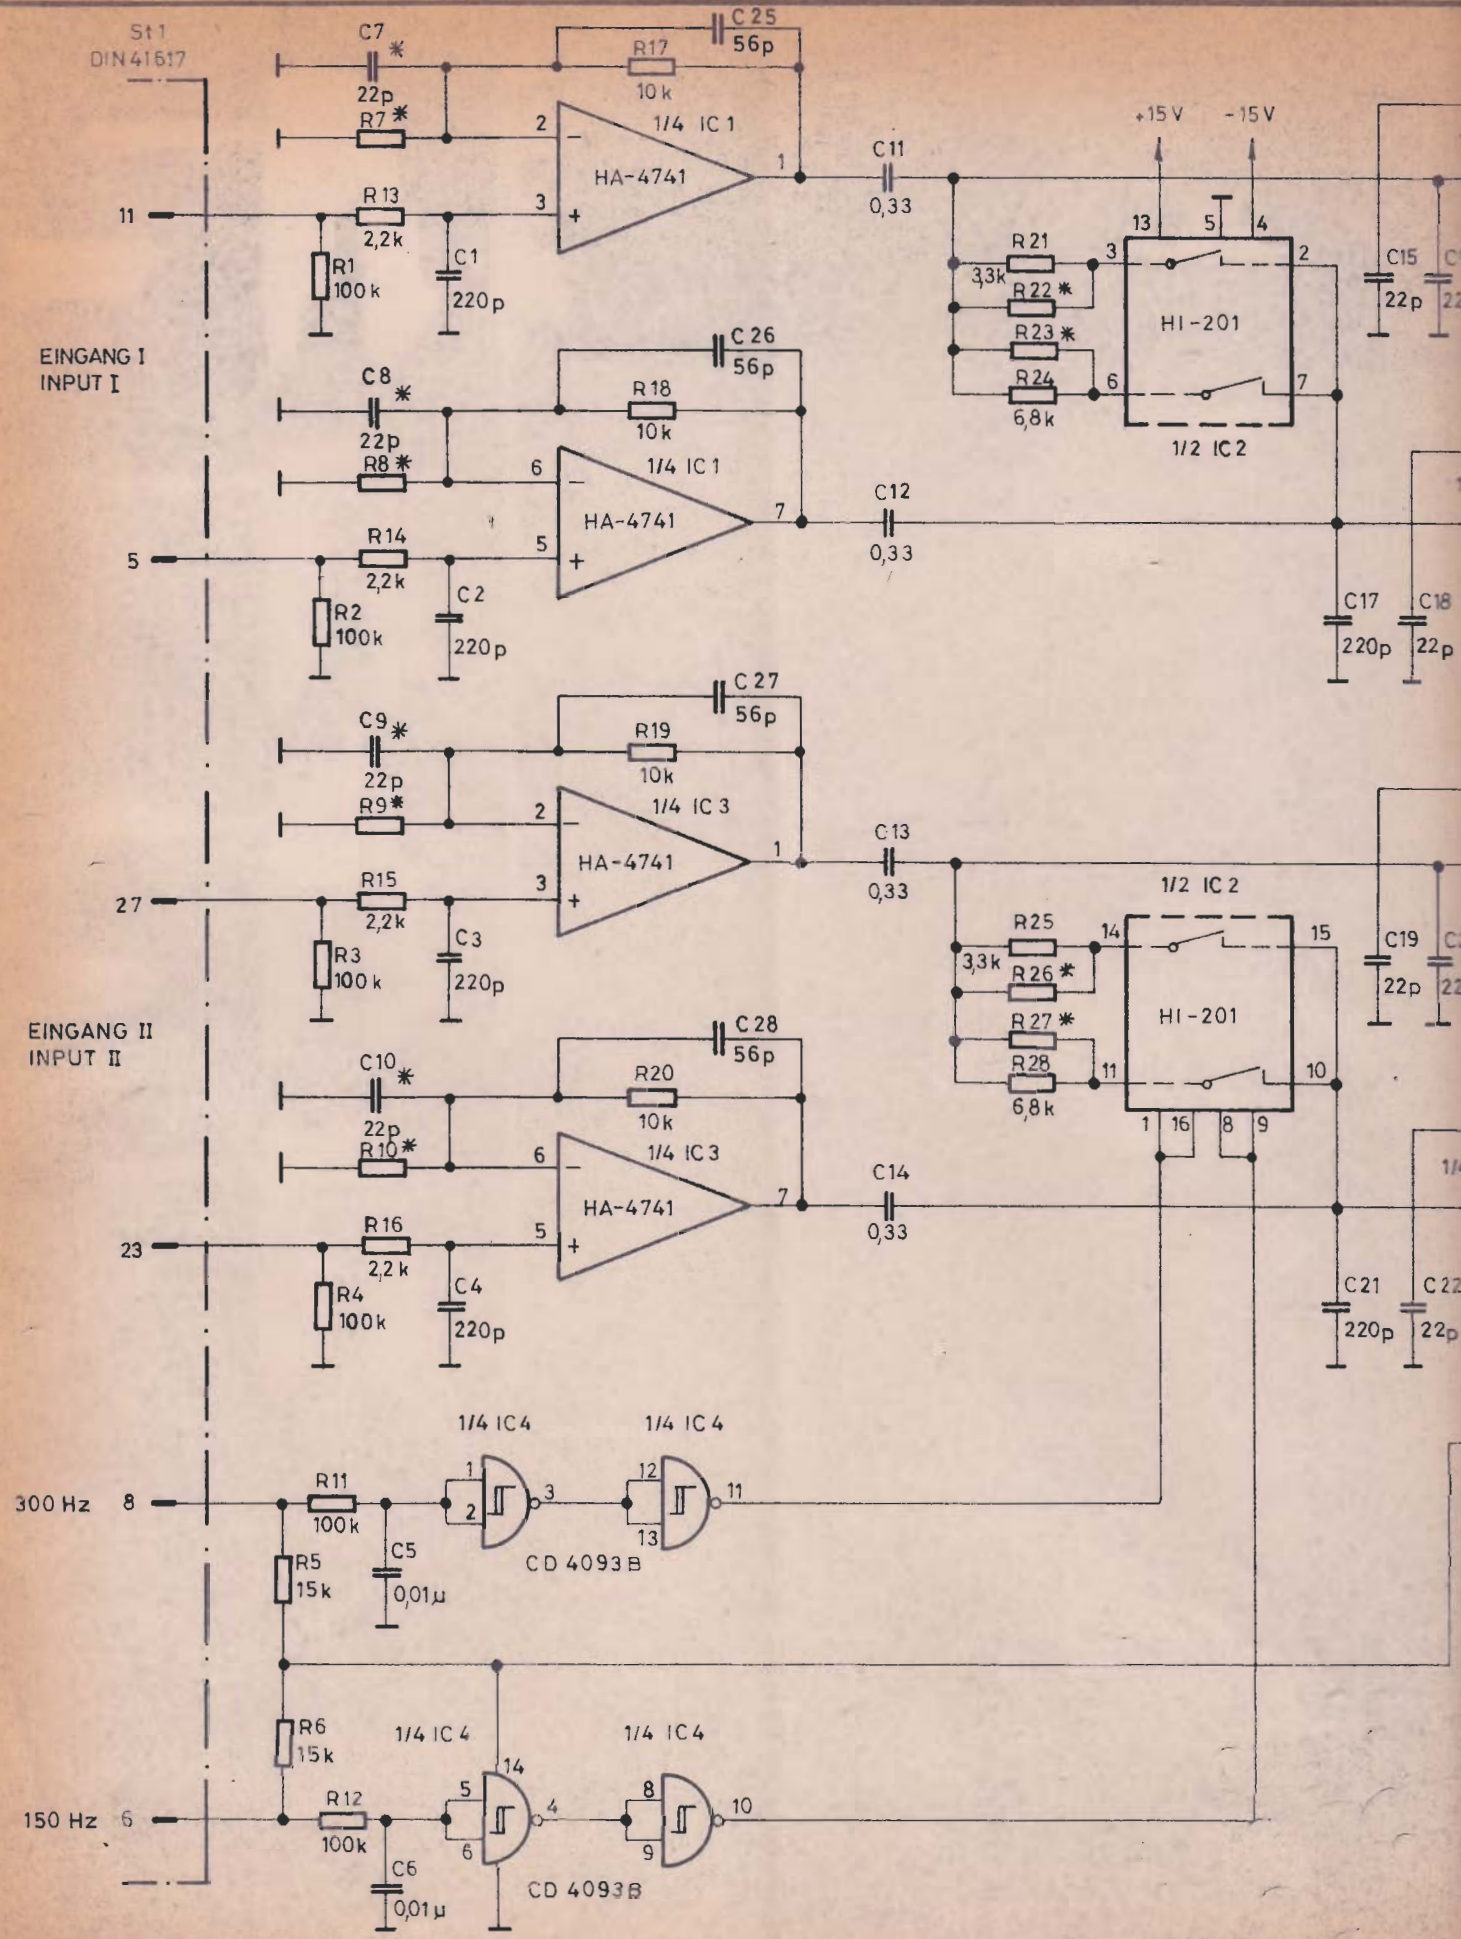 St 1
DIN 41617
C7 *
22p
R7 *
C 25
56p
R17
10k
1/4 IC 1
2
HA-4741
1
3
11
R 13
2,2k
R1
100k
C1
220p
C11
0,33
+15V
-15V
13
5
4
R 21
3,3k
R22 *
R23 *
R24
6,8k
3
2
HI-201
6
7
1/2 IC 2
C15
22p
EINGANG I
INPUT I
C8 *
22p
R8 *
C 26
56p
R18
10k
1/4 IC 1
6
HA-4741
7
5
5
R14
2,2k
R2
100k
C2
220p
C12
0,33
C17
220p
C18
22p
C9 *
22p
R9 *
C 27
56p
R19
10k
1/4 IC 3
2
HA-4741
1
3
27
R15
2,2k
R3
100k
C3
220p
C13
0,33
1/2 IC 2
R25
3,3k
R26 *
R27 *
R28
6,8k
14
15
HI-201
11
10
1
16
8
9
C19
22p
EINGANG II
INPUT II
C10 *
22p
R10 *
C 28
56p
R20
10k
1/4 IC 3
6
HA-4741
7
5
23
R16
2,2k
R4
100k
C4
220p
C14
0,33
C21
220p
C22
22p
1/4 IC 4
1/4 IC 4
300 Hz 8
R11
100k
1
2
3
12
13
11
R5
15k
C5
0,01µ
CD 4093B
R6
15k
1/4 IC 4
1/4 IC 4
14
150 Hz 6
R12
100k
5
6
4
8
9
10
C6
0,01µ
CD 4093B